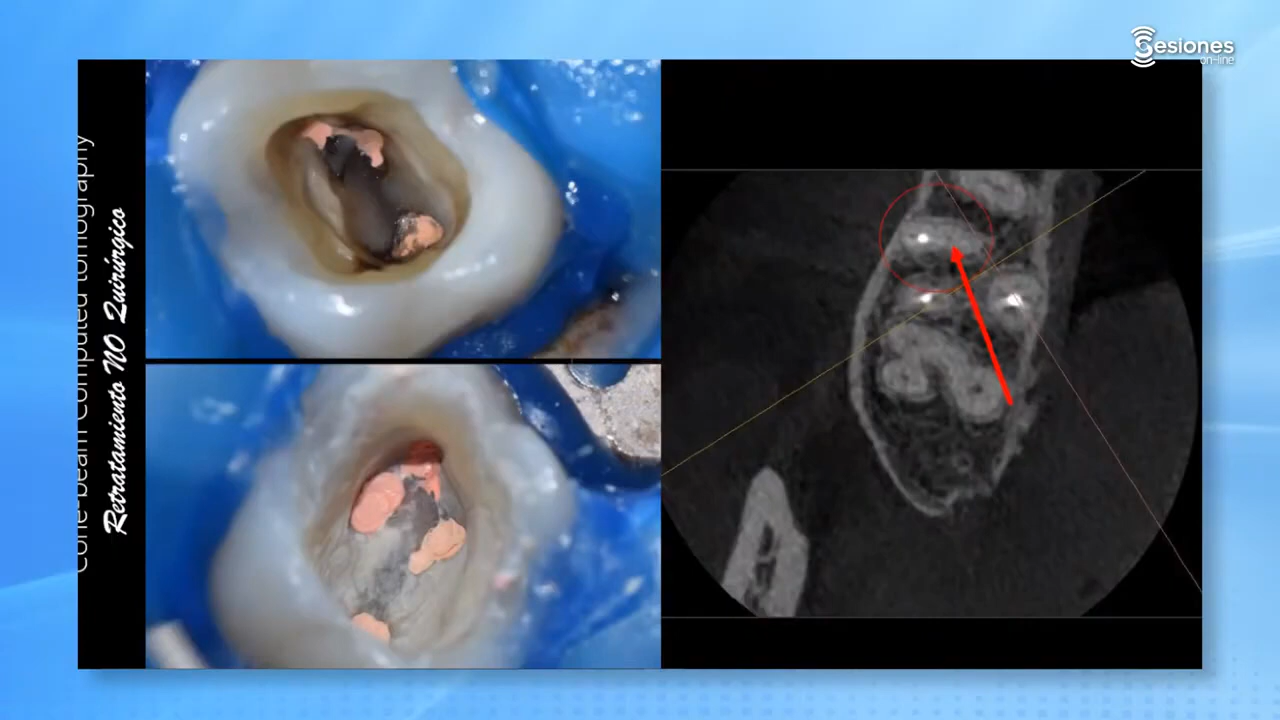 Sesiones
on-line
Cone beam Computed tomography
Retratamiento NO Quirúrgico